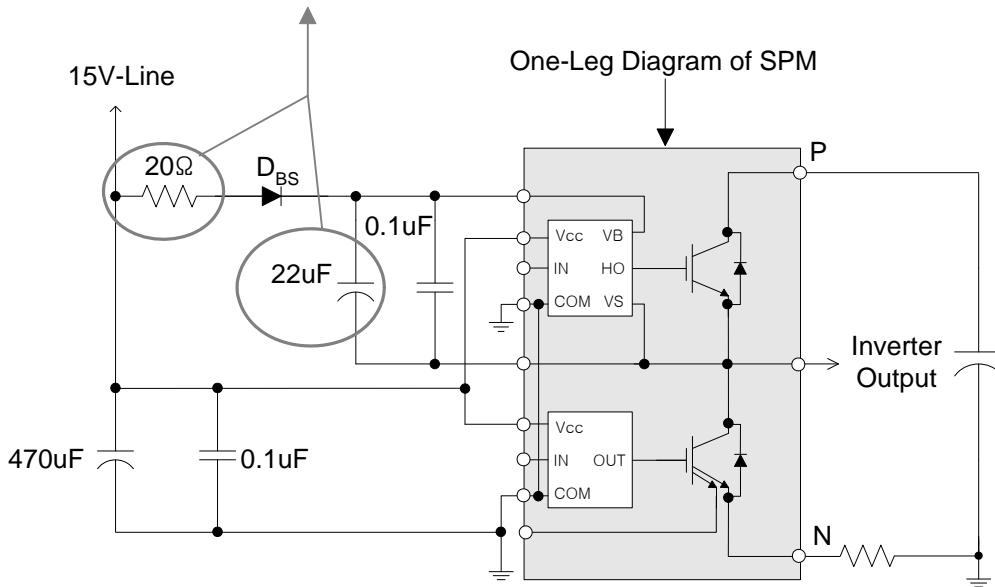 One-Leg Diagram of SPM
15V-Line
P
20Ω
D_BS
0.1uF
22uF
Vcc VB
IN HO
COM VS
Inverter
Output
Vcc
IN OUT
COM
470uF
0.1uF
N